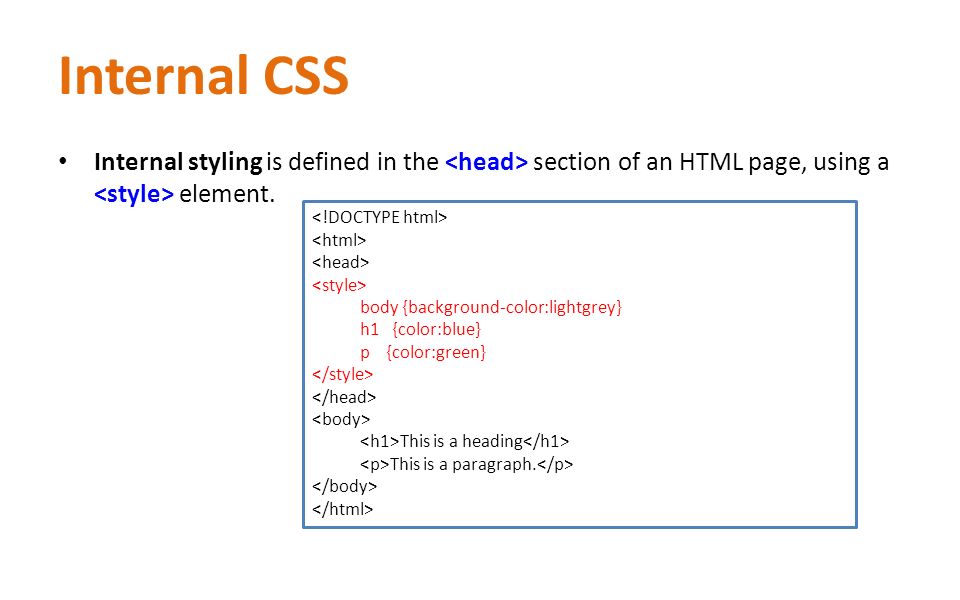 Internal CSS
• Internal styling is defined in the <head> section of an HTML page, using a
<style> element.
<!DOCTYPE html>
<html>
<head>
<style>
body {background-color:lightgrey}
h1 {color:blue}
p {color:green}
</style>
</head>
<body>
<h1>This is a heading</h1>
<p>This is a paragraph.</p>
</body>
</html>